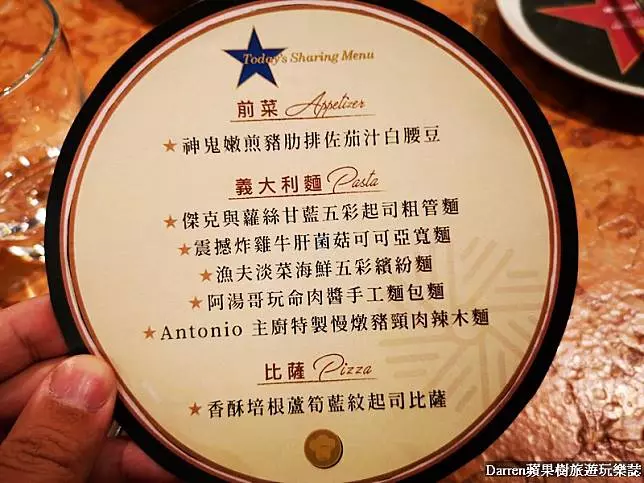 Today's Sharing Menu
前菜 Appetizer
★神鬼嫩煎豬肋排佐茄汁白腰豆
義大利麵 Pasta
★傑克與蘿絲甘藍五彩起司粗管麵
★震撼炸雞牛肝菌菇可可亞寬麵
★漁夫淡菜海鮮五彩繽紛麵
★阿湯哥玩命肉醬手工麵包麵
★Antonio 主廚特製慢燉豬頸肉辣木麵
比薩 Pizza
★香酥培根蘆筍藍紋起司比薩
Darren蘋果樹旅遊玩樂誌